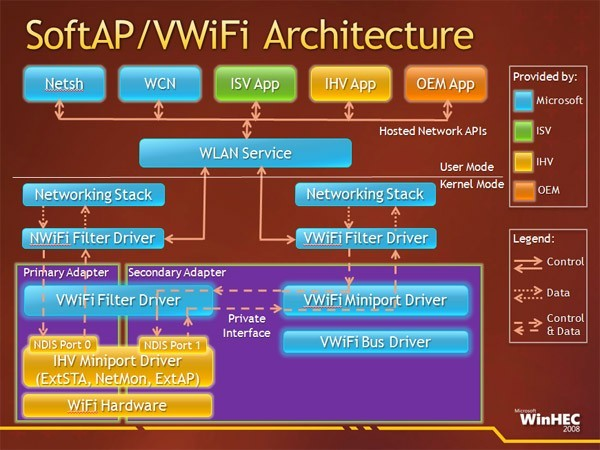 SoftAP/VWiFi Architecture
Netsh
WCN
ISV App
IHV App
OEM App
Hosted Network APIs
WLAN Service
User Mode
Kernel Mode
Networking Stack
Networking Stack
NWiFi Filter Driver
VWiFi Filter Driver
Primary Adapter
Secondary Adapter
VWiFi Filter Driver
VWiFi Miniport Driver
Private
Interface
VWiFi Bus Driver
NDIS Port 0
NDIS Port 1
IHV Miniport Driver
(ExtSTA, NetMon, ExtAP)
WiFi Hardware
Provided by:
Microsoft
ISV
IHV
OEM
Legend:
Control
Data
Control
& Data
Microsoft
WinHEC
2008